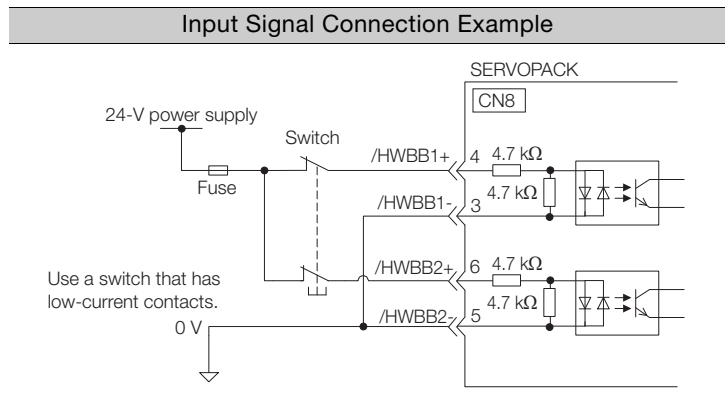 Input Signal Connection Example
SERVOPACK
CN8
24-V power supply
Switch
Fuse
/HWBB1+ 4 4.7 kΩ
4.7 kΩ
/HWBB1- 3
/HWBB2+ 6 4.7 kΩ
4.7 kΩ
/HWBB2- 5
Use a switch that has
low-current contacts.
0 V